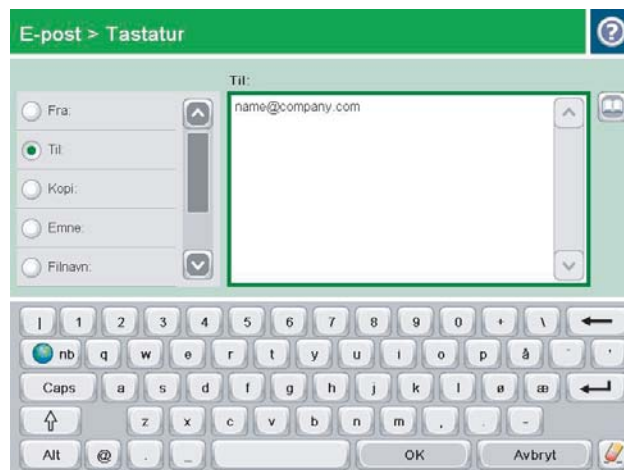 E-post > Tastatur
?
Til:
Fra:
name@company.com
Til:
Kopi:
Emne:
Filnavn:
| 1 2 3 4 5 6 7 8 9 0 + \
nb q w e r t y u i o p å ¨ '
Caps a s d f g h j k l ø æ
z x c v b n m , . -
Alt @ . _ OK Avbryt